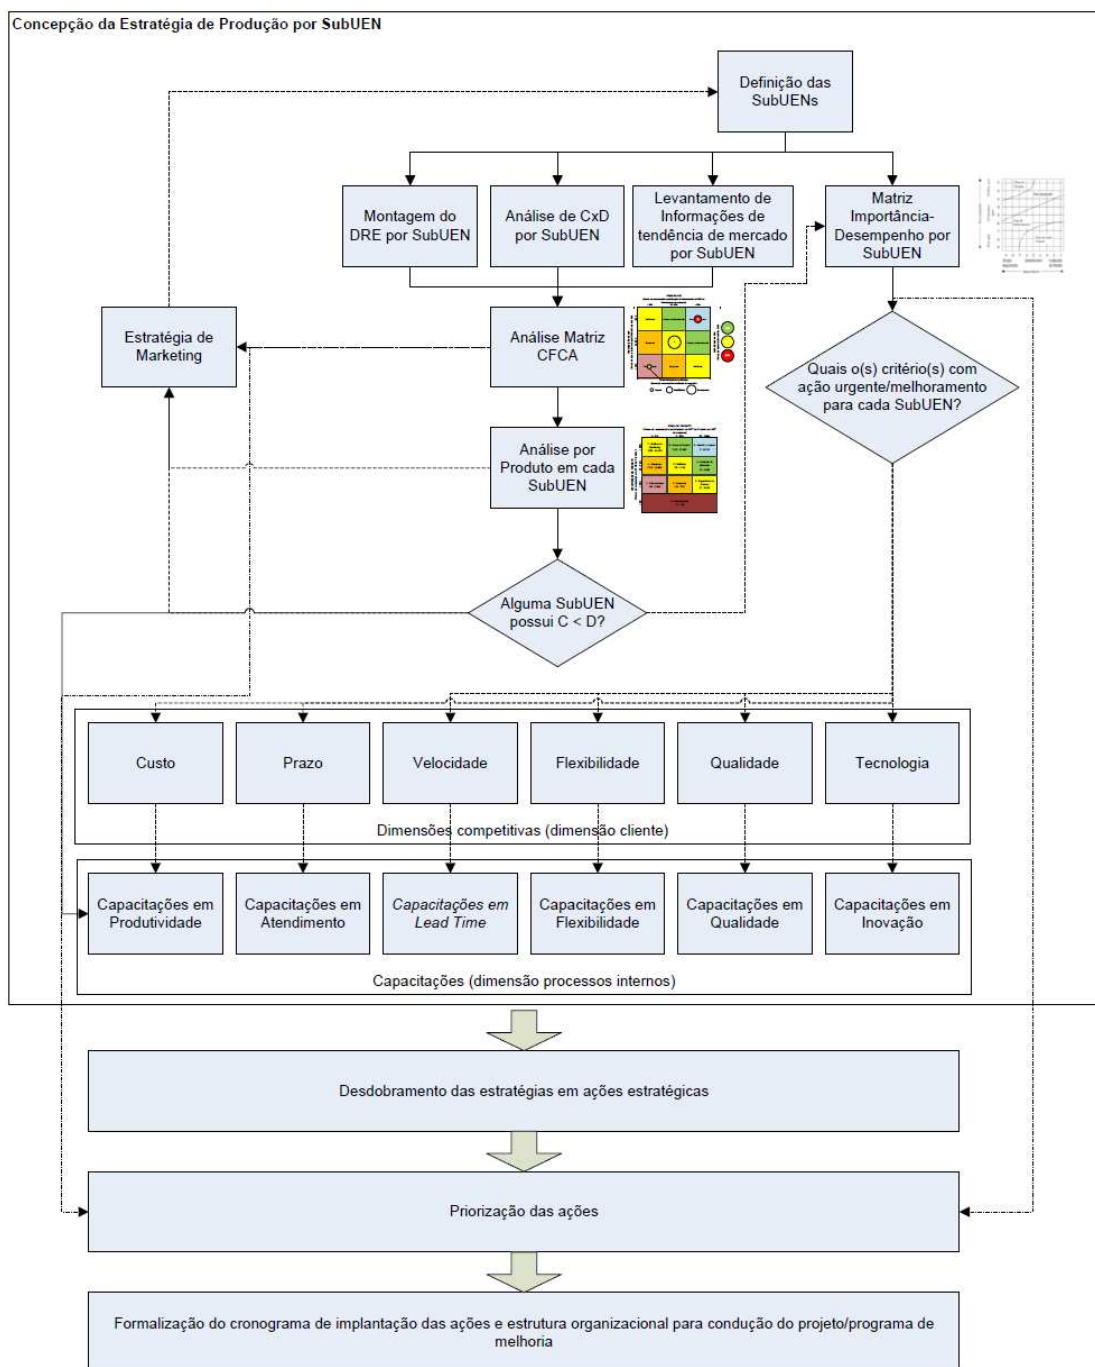 Concepção da Estratégia de Produção por SubUEN
Definição das
SubUENs
Montagem do
DRE por SubUEN
Análise de CxD
por SubUEN
Levantamento de
Informações de
tendência de mercado
por SubUEN
Matriz
Importância-
Desempenho por
SubUEN
Estratégia de
Marketing
Análise Matriz
CFCA
Quais o(s) critério(s) com
ação urgente/melhoramento
para cada SubUEN?
Análise por
Produto em cada
SubUEN
Alguma SubUEN
possui C < D?
Custo
Prazo
Velocidade
Flexibilidade
Qualidade
Tecnologia
Dimensões competitivas (dimensão cliente)
Capacitações em
Produtividade
Capacitações em
Atendimento
Capacitações em
Lead Time
Capacitações em
Flexibilidade
Capacitações em
Qualidade
Capacitações em
Inovação
Capacitações (dimensão processos internos)
Desdobramento das estratégias em ações estratégicas
Priorização das ações
Formalização do cronograma de implantação das ações e estrutura organizacional para condução do projeto/programa de
melhoria